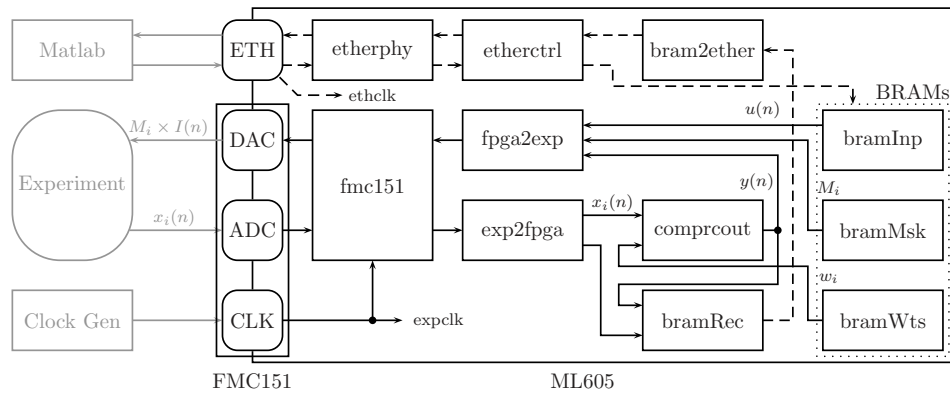 Matlab
ETH
etherphy
etherctrl
bram2ether
ethclk
BRAMs
M_i × I(n)
DAC
fpga2exp
u(n)
bramInp
Experiment
fmc151
y(n)
M_i
x_i(n)
ADC
exp2fpga
x_i(n)
comprcout
bramMsk
w_i
Clock Gen
CLK
expclk
bramRec
bramWts
FMC151
ML605